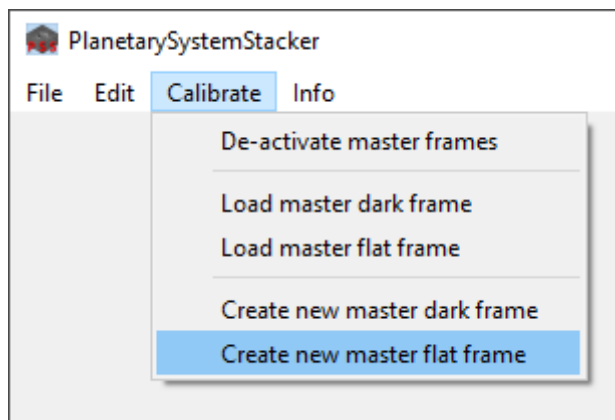 PSS
PlanetarySystemStacker
File Edit Calibrate Info
De-activate master frames
Load master dark frame
Load master flat frame
Create new master dark frame
Create new master flat frame